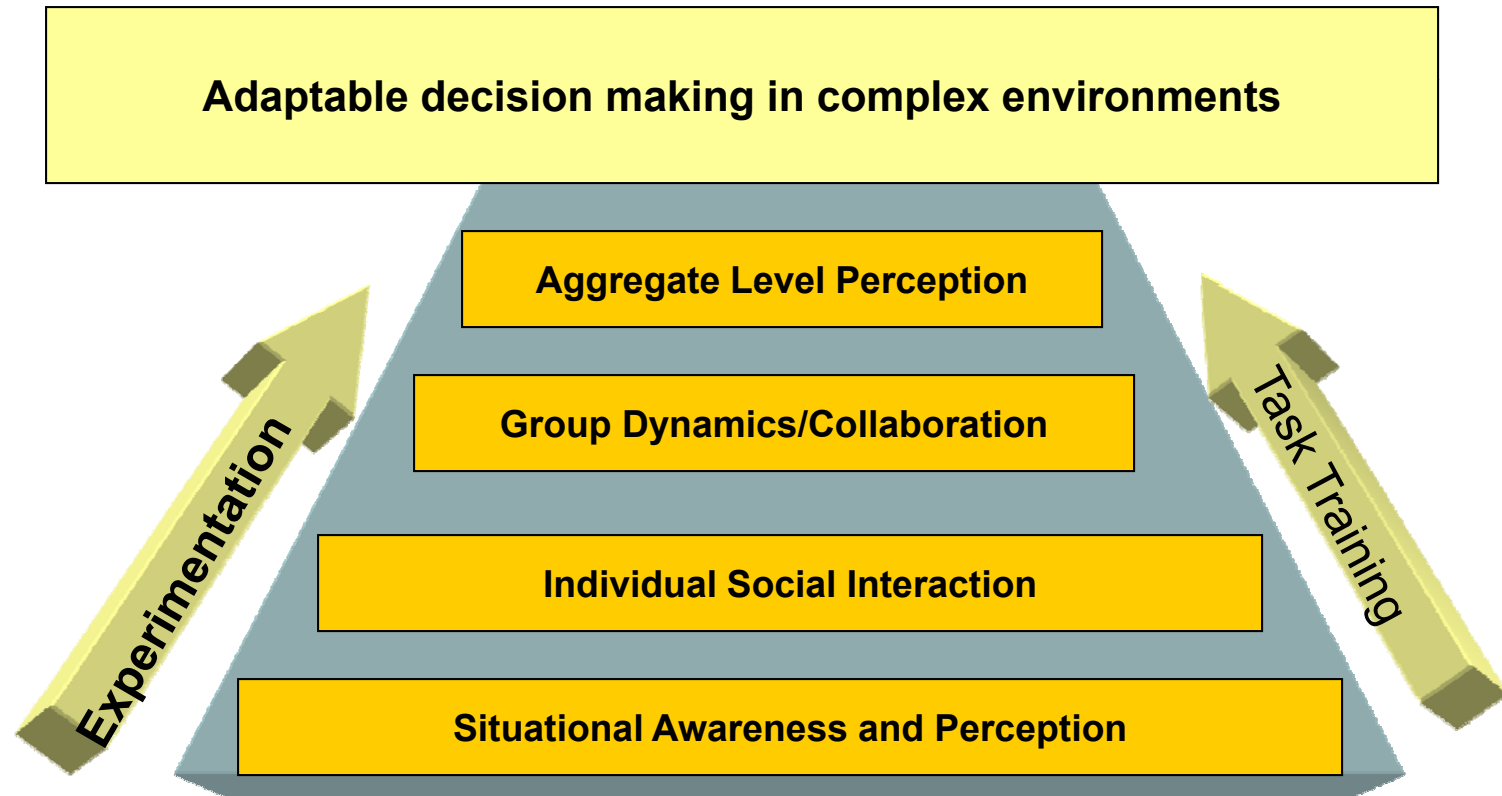 Adaptable decision making in complex environments
Aggregate Level Perception
Group Dynamics/Collaboration
Individual Social Interaction
Situational Awareness and Perception
Experimentation
Task Training